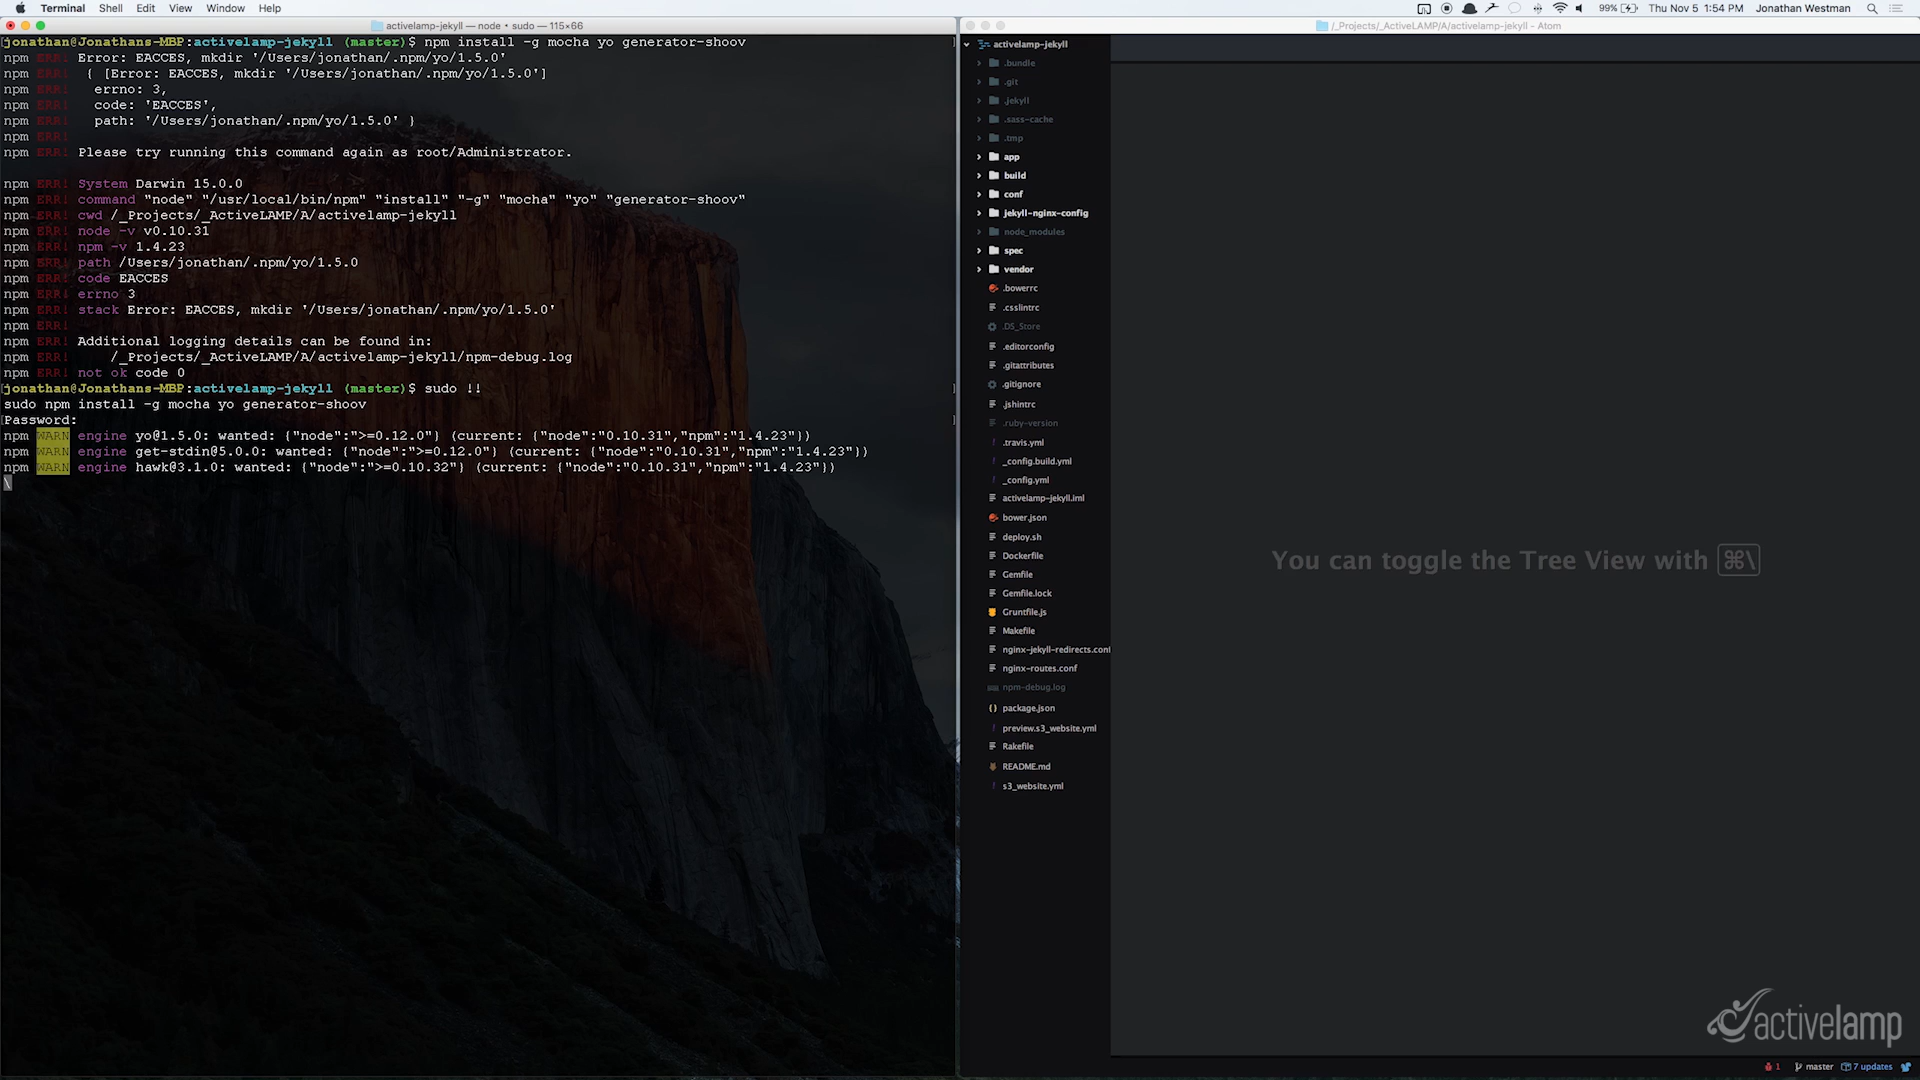 Terminal Shell Edit View Window Help
99% Thu Nov 5 1:54 PM Jonathan Westman
activelamp-jekyll — node • sudo — 115×66
jonathan@Jonathans-MBP:activelamp-jekyll (master)$ npm install -g mocha yo generator-shoov
npm ERR! Error: EACCES, mkdir '/Users/jonathan/.npm/yo/1.5.0'
npm ERR!  { [Error: EACCES, mkdir '/Users/jonathan/.npm/yo/1.5.0']
npm ERR!   errno: 3,
npm ERR!   code: 'EACCES',
npm ERR!   path: '/Users/jonathan/.npm/yo/1.5.0' }
npm ERR!
npm ERR! Please try running this command again as root/Administrator.
npm ERR! System Darwin 15.0.0
npm ERR! command "node" "/usr/local/bin/npm" "install" "-g" "mocha" "yo" "generator-shoov"
npm ERR! cwd /_Projects/_ActiveLAMP/A/activelamp-jekyll
npm ERR! node -v v0.10.31
npm ERR! npm -v 1.4.23
npm ERR! path /Users/jonathan/.npm/yo/1.5.0
npm ERR! code EACCES
npm ERR! errno 3
npm ERR! stack Error: EACCES, mkdir '/Users/jonathan/.npm/yo/1.5.0'
npm ERR!
npm ERR! Additional logging details can be found in:
npm ERR!     /_Projects/_ActiveLAMP/A/activelamp-jekyll/npm-debug.log
npm ERR! not ok code 0
jonathan@Jonathans-MBP:activelamp-jekyll (master)$ sudo !!
sudo npm install -g mocha yo generator-shoov
Password:
npm WARN engine yo@1.5.0: wanted: {"node":">=0.12.0"} (current: {"node":"0.10.31","npm":"1.4.23"})
npm WARN engine get-stdin@5.0.0: wanted: {"node":">=0.12.0"} (current: {"node":"0.10.31","npm":"1.4.23"})
npm WARN engine hawk@3.1.0: wanted: {"node":">=0.10.32"} (current: {"node":"0.10.31","npm":"1.4.23"})
\
/_Projects/_ActiveLAMP/A/activelamp-jekyll - Atom
activelamp-jekyll
.bundle
.git
.jekyll
.sass-cache
.tmp
app
build
conf
jekyll-nginx-config
node_modules
spec
vendor
.bowerrc
.csslintrc
.DS_Store
.editorconfig
.gitattributes
.gitignore
.jshintrc
.ruby-version
.travis.yml
_config.build.yml
_config.yml
activelamp-jekyll.iml
bower.json
deploy.sh
Dockerfile
Gemfile
Gemfile.lock
Gruntfile.js
Makefile
nginx-jekyll-redirects.conf
nginx-routes.conf
npm-debug.log
package.json
preview.s3_website.yml
Rakefile
README.md
s3_website.yml
You can toggle the Tree View with ⌘\
activelamp
1 master 7 updates